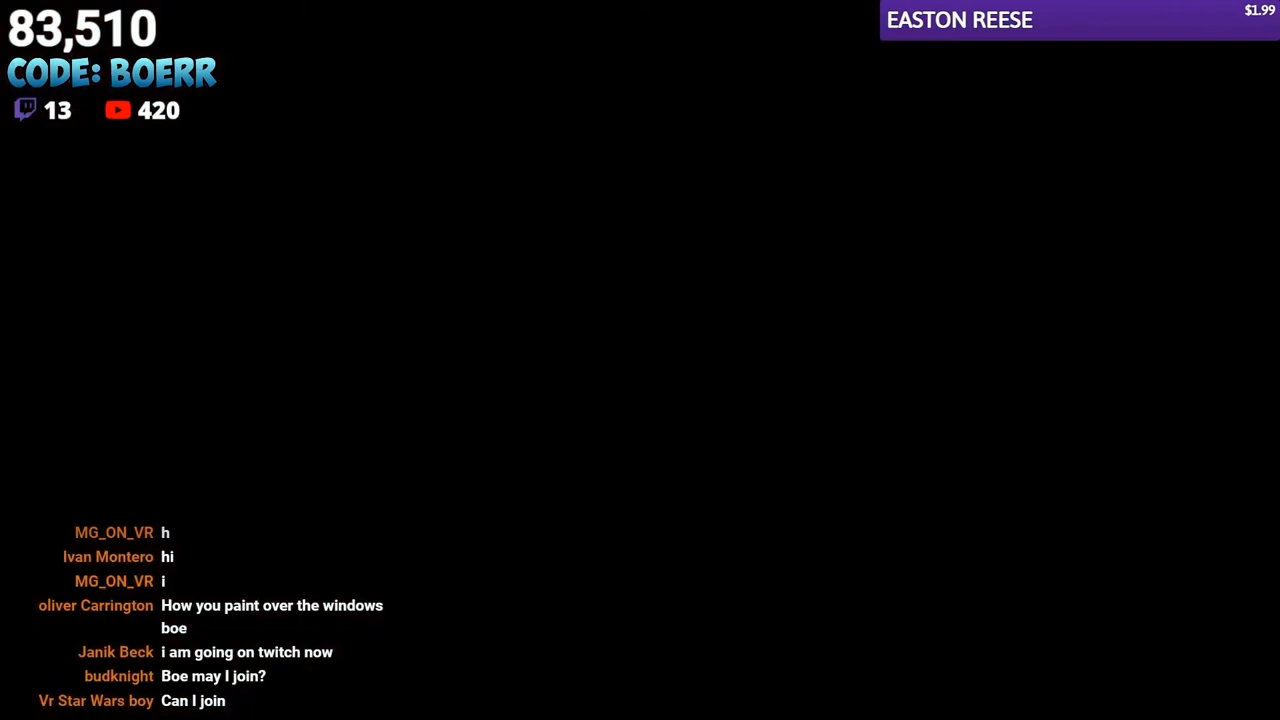 83,510
EASTON REESE
$1.99
CODE: BOERR
13
420
MG_ON_VR h
Ivan Montero hi
MG_ON_VR i
oliver Carrington How you paint over the windows
boe
Janik Beck i am going on twitch now
budknight Boe may I join?
Vr Star Wars boy Can I join